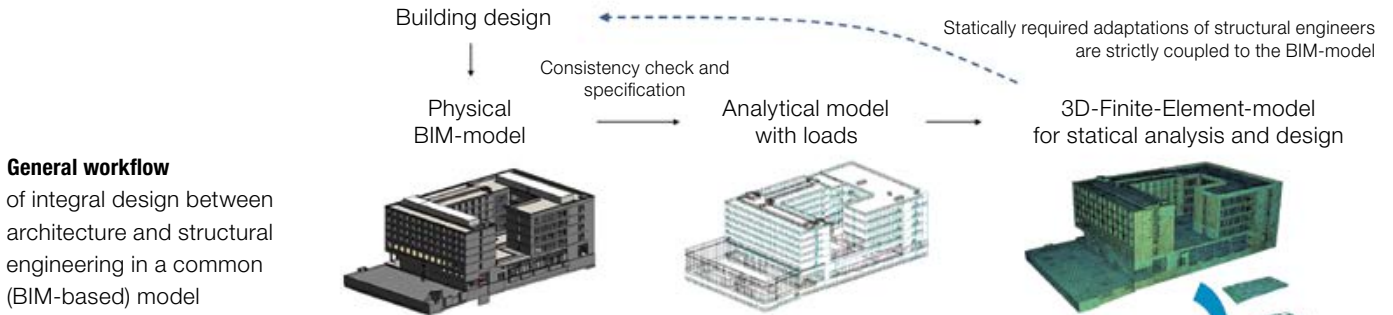 Building design
Statically required adaptations of structural engineers
are strictly coupled to the BIM-model
Consistency check and
specification
Physical
BIM-model
Analytical model
with loads
3D-Finite-Element-model
for statical analysis and design
General workflow
of integral design between
architecture and structural
engineering in a common
(BIM-based) model